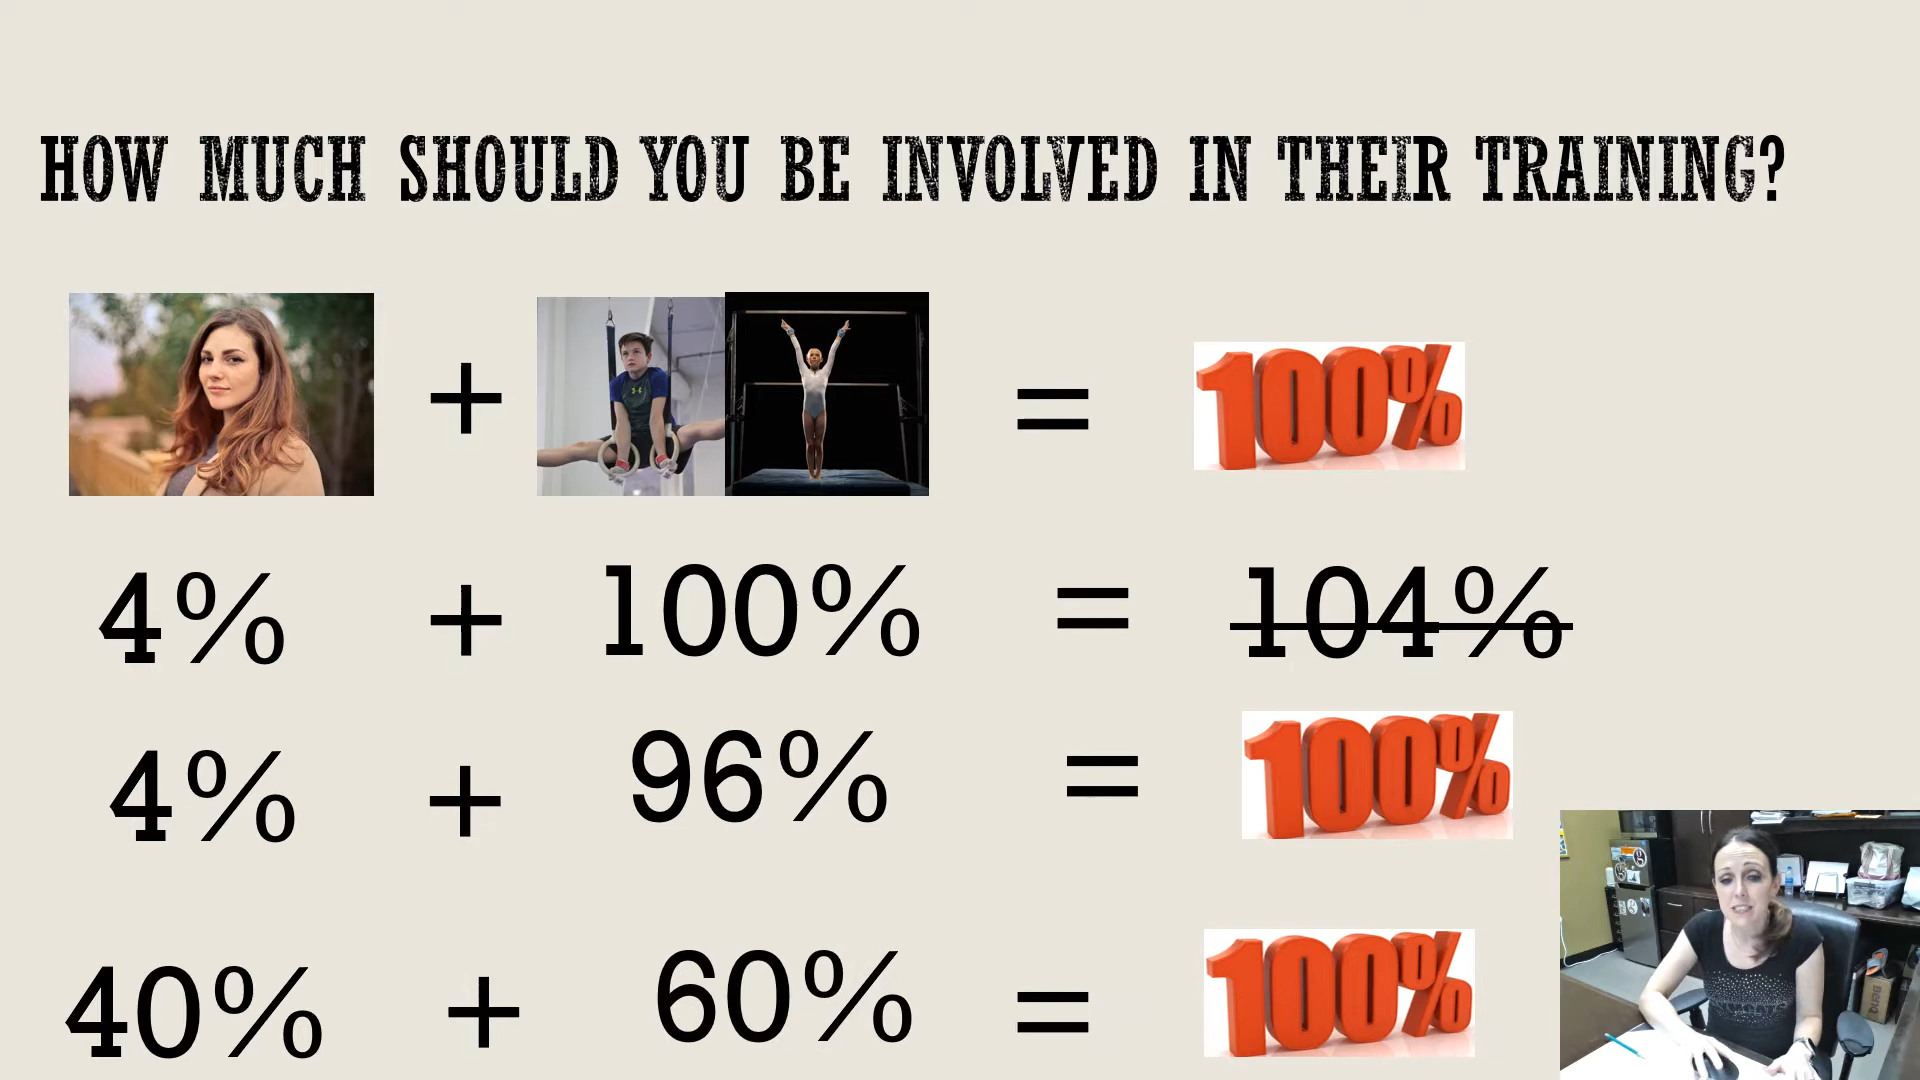 HOW MUCH SHOULD YOU BE INVOLVED IN THEIR TRAINING?
+ = 100%
4% + 100% = 104%
4% + 96% = 100%
40% + 60% = 100%
BenQ